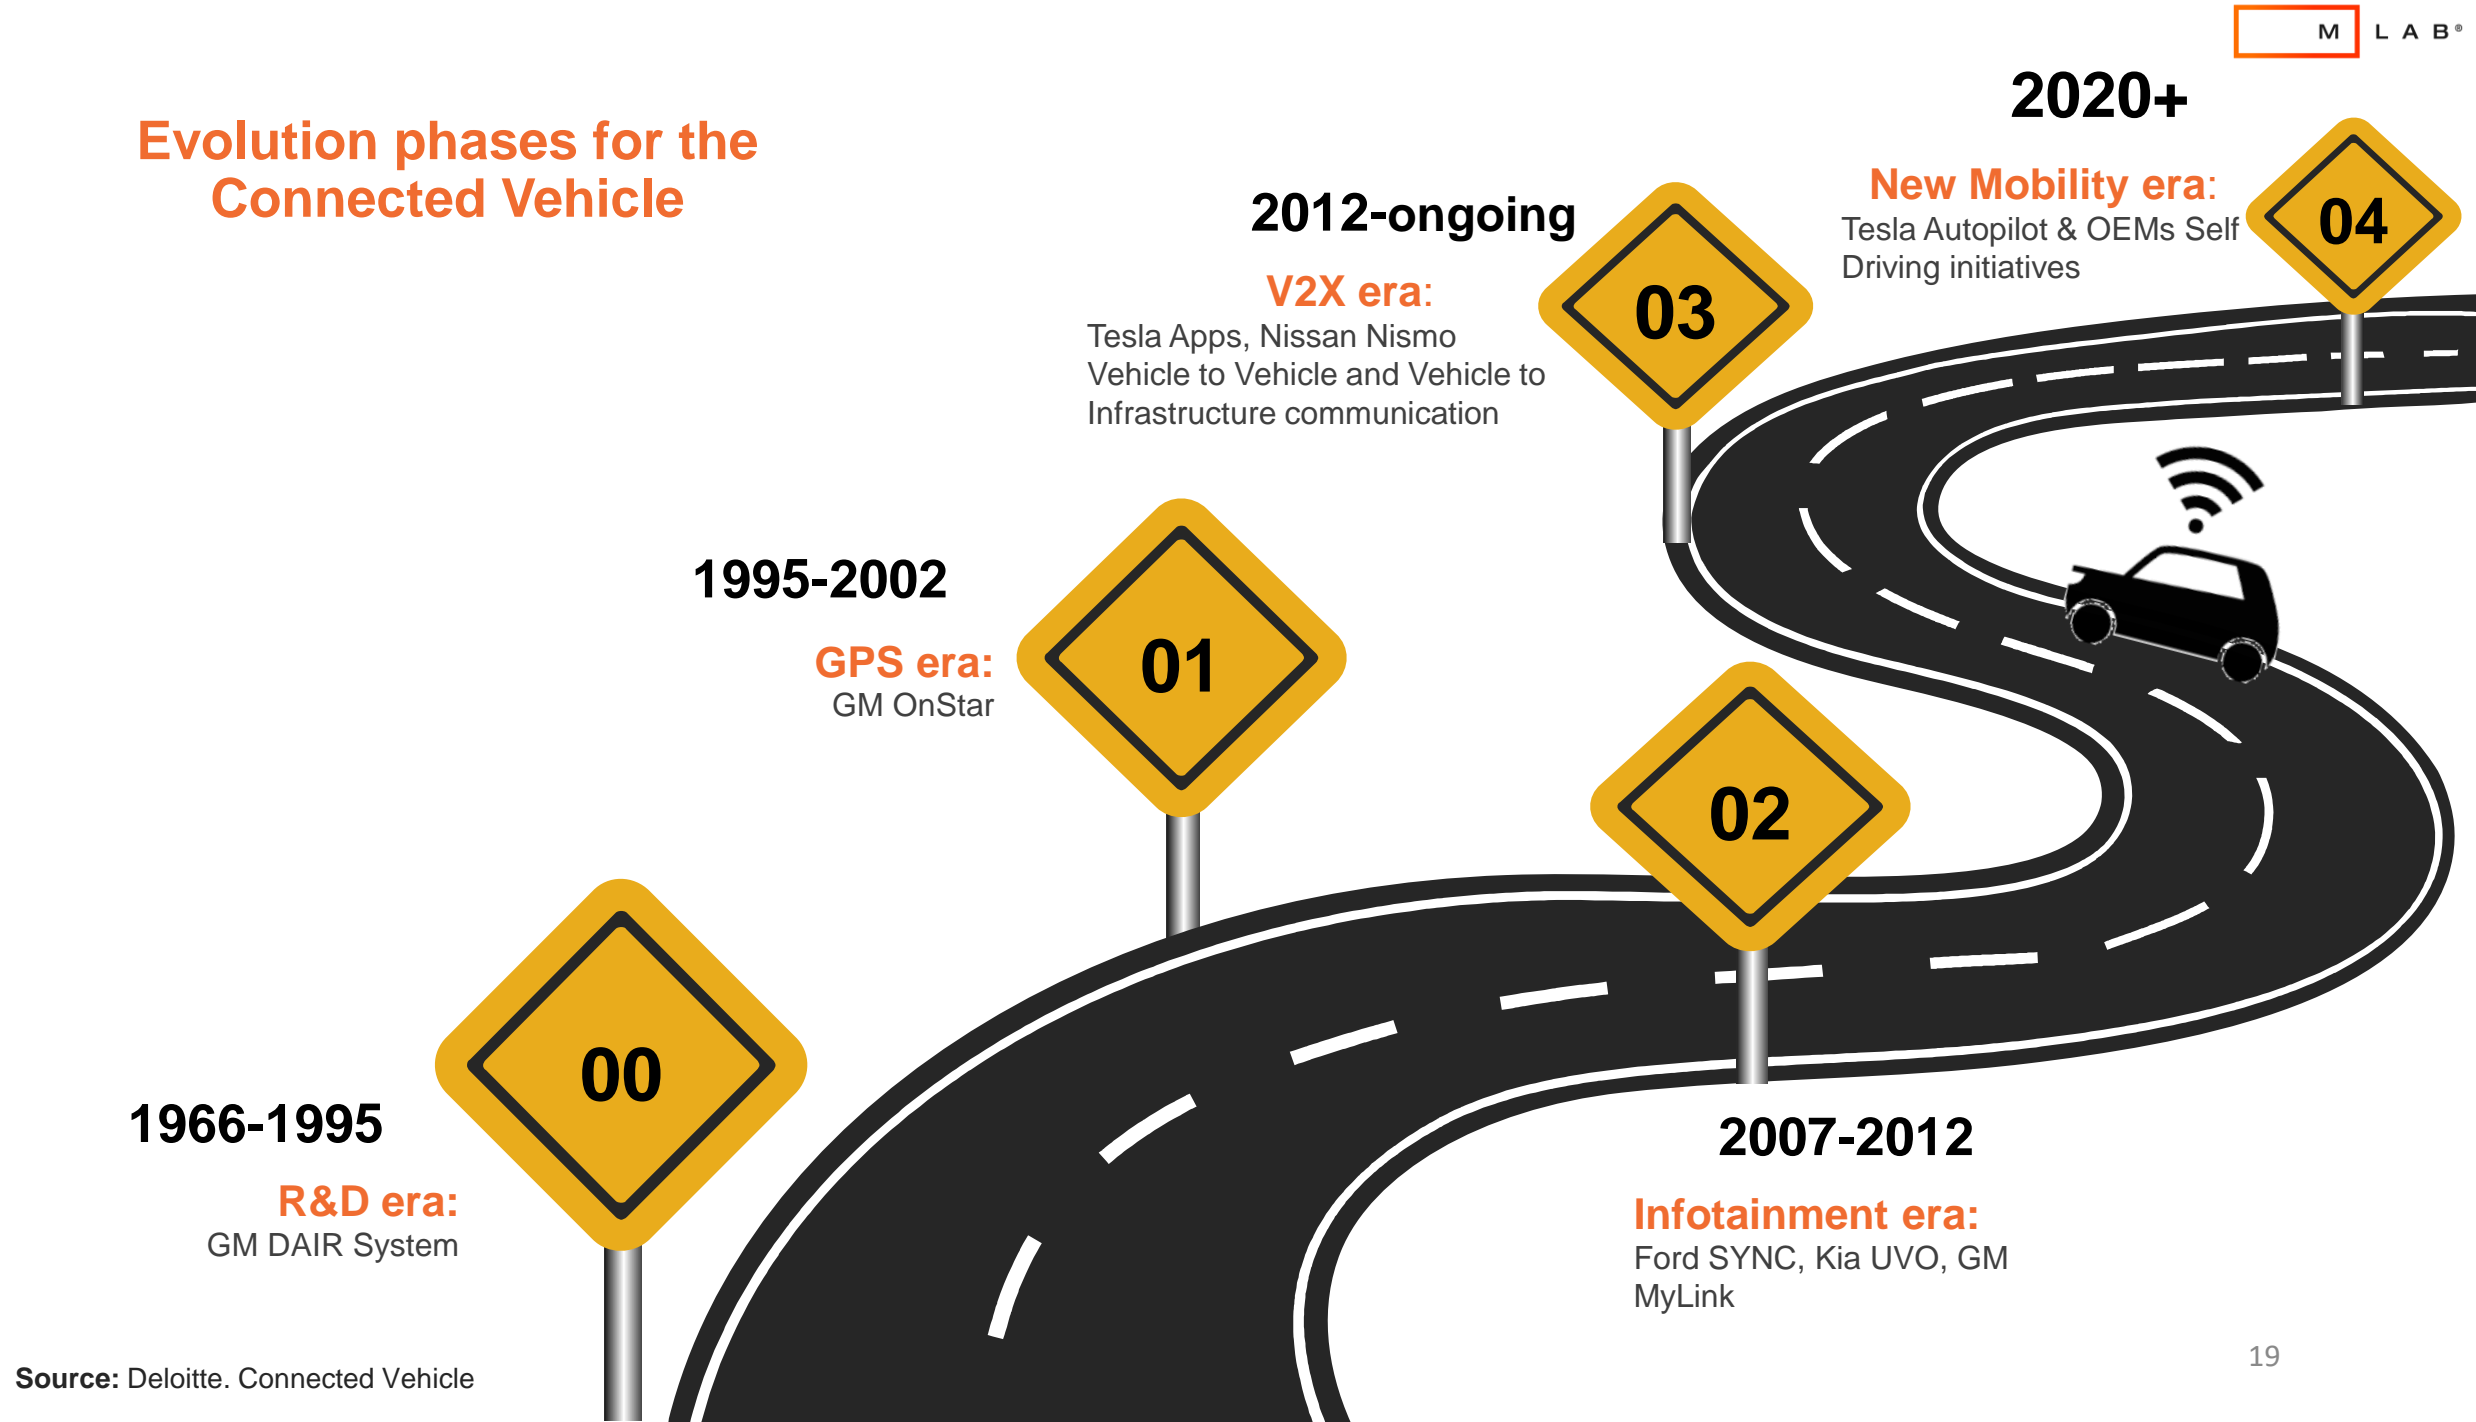 M LAB®
Evolution phases for the
Connected Vehicle
2020+
New Mobility era:
Tesla Autopilot & OEMs Self
Driving initiatives
04
2012-ongoing
V2X era:
Tesla Apps, Nissan Nismo
Vehicle to Vehicle and Vehicle to
Infrastructure communication
03
1995-2002
GPS era:
GM OnStar
01
02
2007-2012
Infotainment era:
Ford SYNC, Kia UVO, GM
MyLink
00
1966-1995
R&D era:
GM DAIR System
Source: Deloitte. Connected Vehicle
19